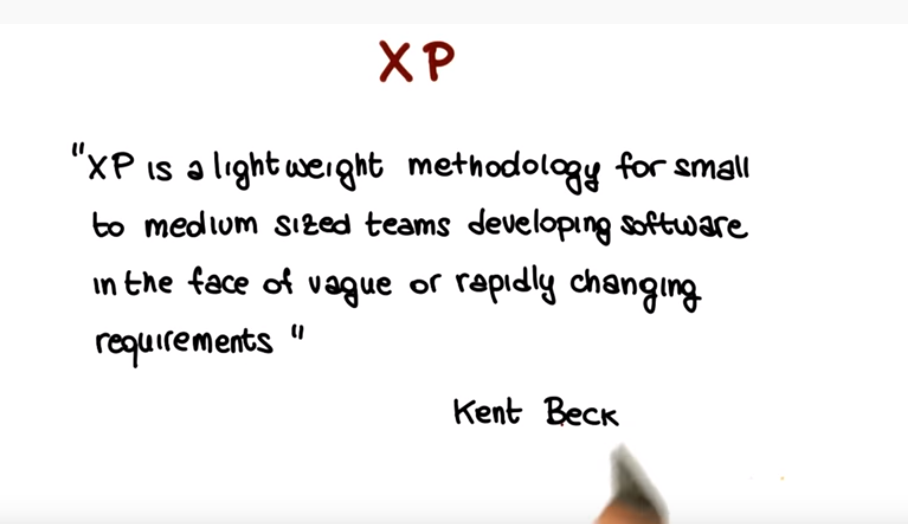 XP
"XP is a lightweight methodology for small
to medium sized teams developing software
in the face of vague or rapidly changing
requirements "
Kent Beck